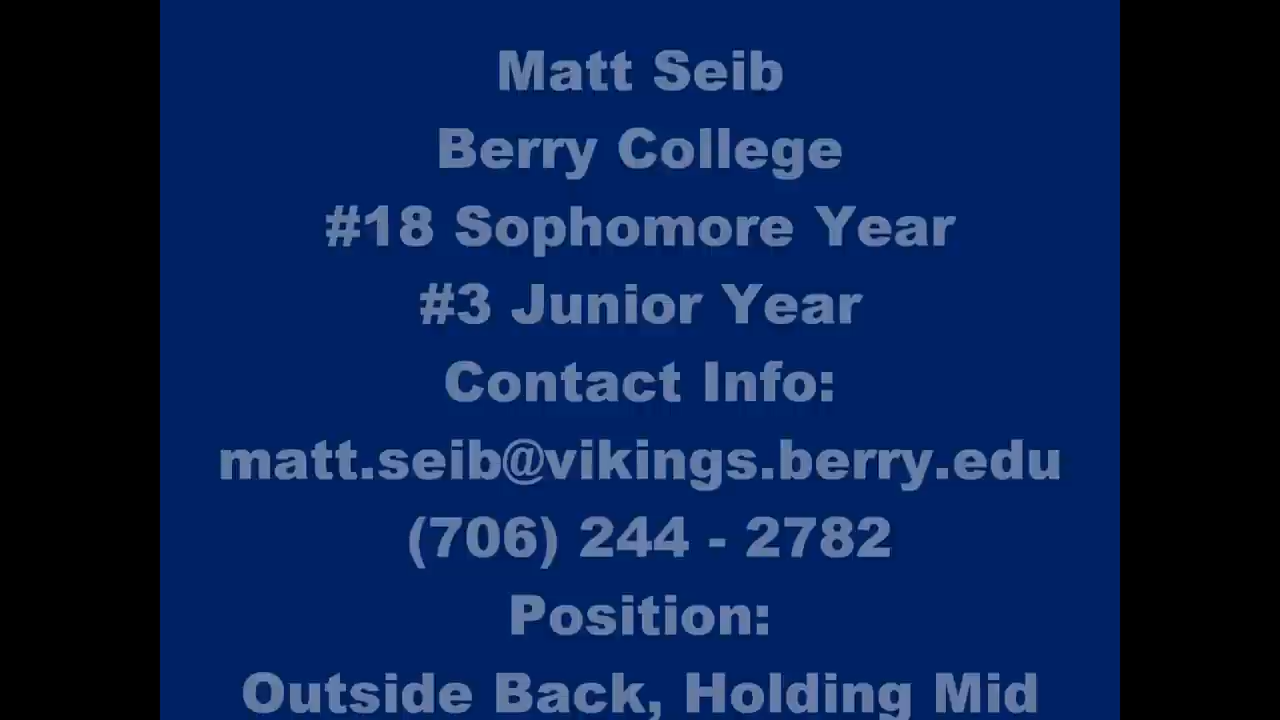 Matt Seib
Berry College
#18 Sophomore Year
#3 Junior Year
Contact Info:
matt.seib@vikings.berry.edu
(706) 244 - 2782
Position:
Outside Back, Holding Mid